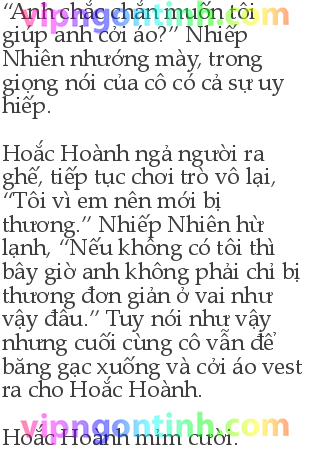 “Anh chắc chắn muốn tôi
vipngontinh.com
giúp anh cởi áo?” Nhiếp
Nhiên nhướng mày, trong
giọng nói của cô có cả sự uy
hiếp.
Hoắc Hoành ngả người ra
ghế, tiếp tục chơi trò vô lại,
“Tôi vì em nên mới bị
thương.” Nhiếp Nhiên hừ
lạnh, “Nếu không có tôi thì
bây giờ anh không phải chỉ bị
thương đơn giản ở vai như
vậy đâu.” Tuy nói như vậy
nhưng cuối cùng cô vẫn để
băng gạc xuống và cởi áo vest
ra cho Hoắc Hoành.
vipngontinh.com
Hoắc Hoành mỉm cười.